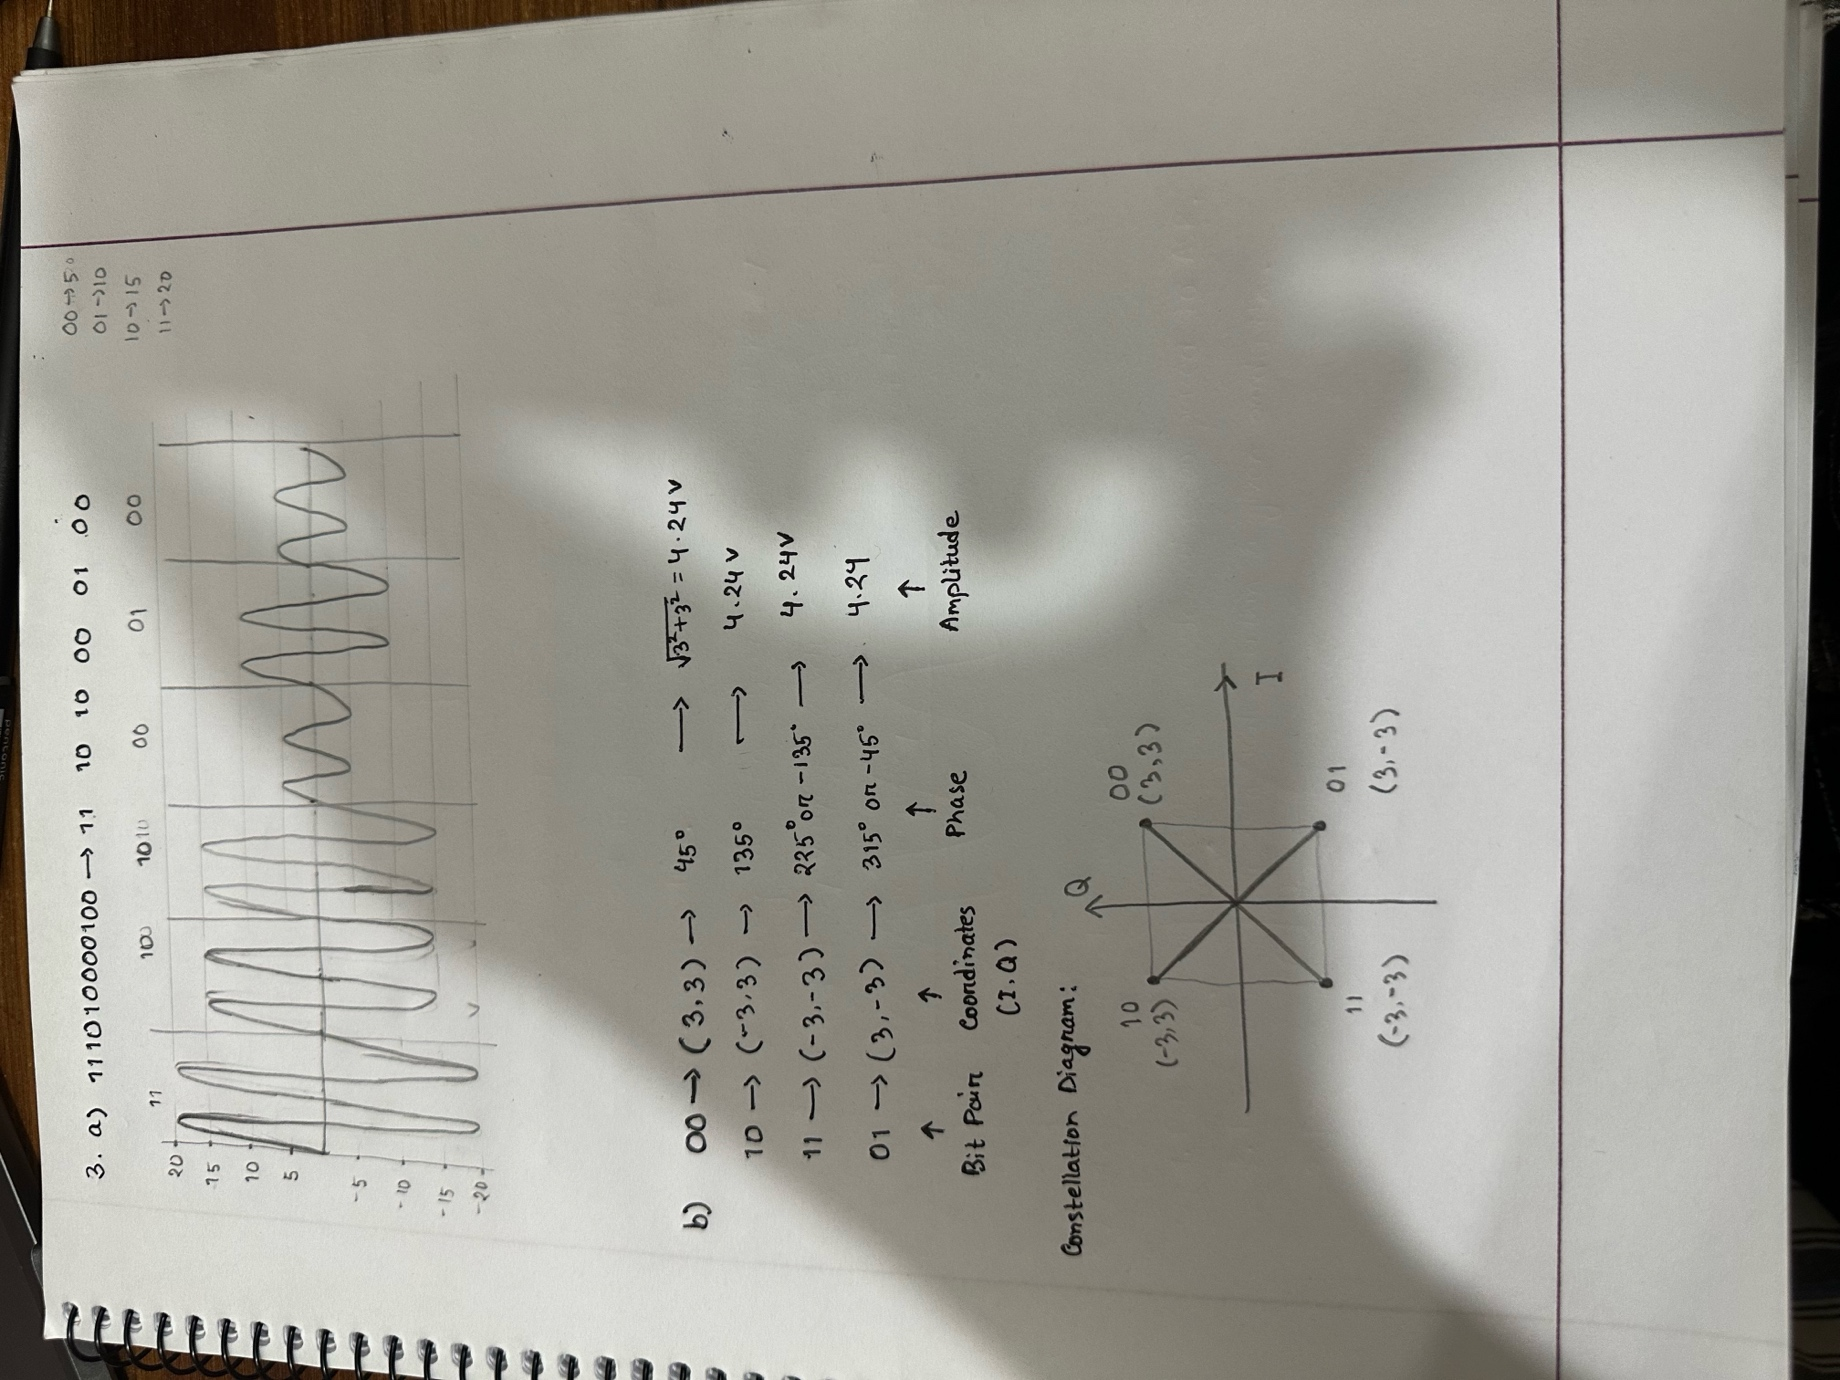 00→5
01→10
10→15
11→20
3. a) 111010000100 → 11 10 10 00 01 00
11 10 00 01 00
20
15
10
5
-5
-10
-15
-20
b) 00 → (3,3) → 45° → √3²+3² = 4.24V
10 → (-3,3) → 135° → 4.24V
11 → (-3,-3) → 225° or -135° → 4.24V
01 → (3,-3) → 315° or -45° → 4.24
↑ ↑ ↑ ↑
Bit Pair Coordinates Phase Amplitude
(I,Q)
Constellation Diagram:
Q
10 00
(-3,3) (3,3)
I
11 01
(-3,-3) (3,-3)